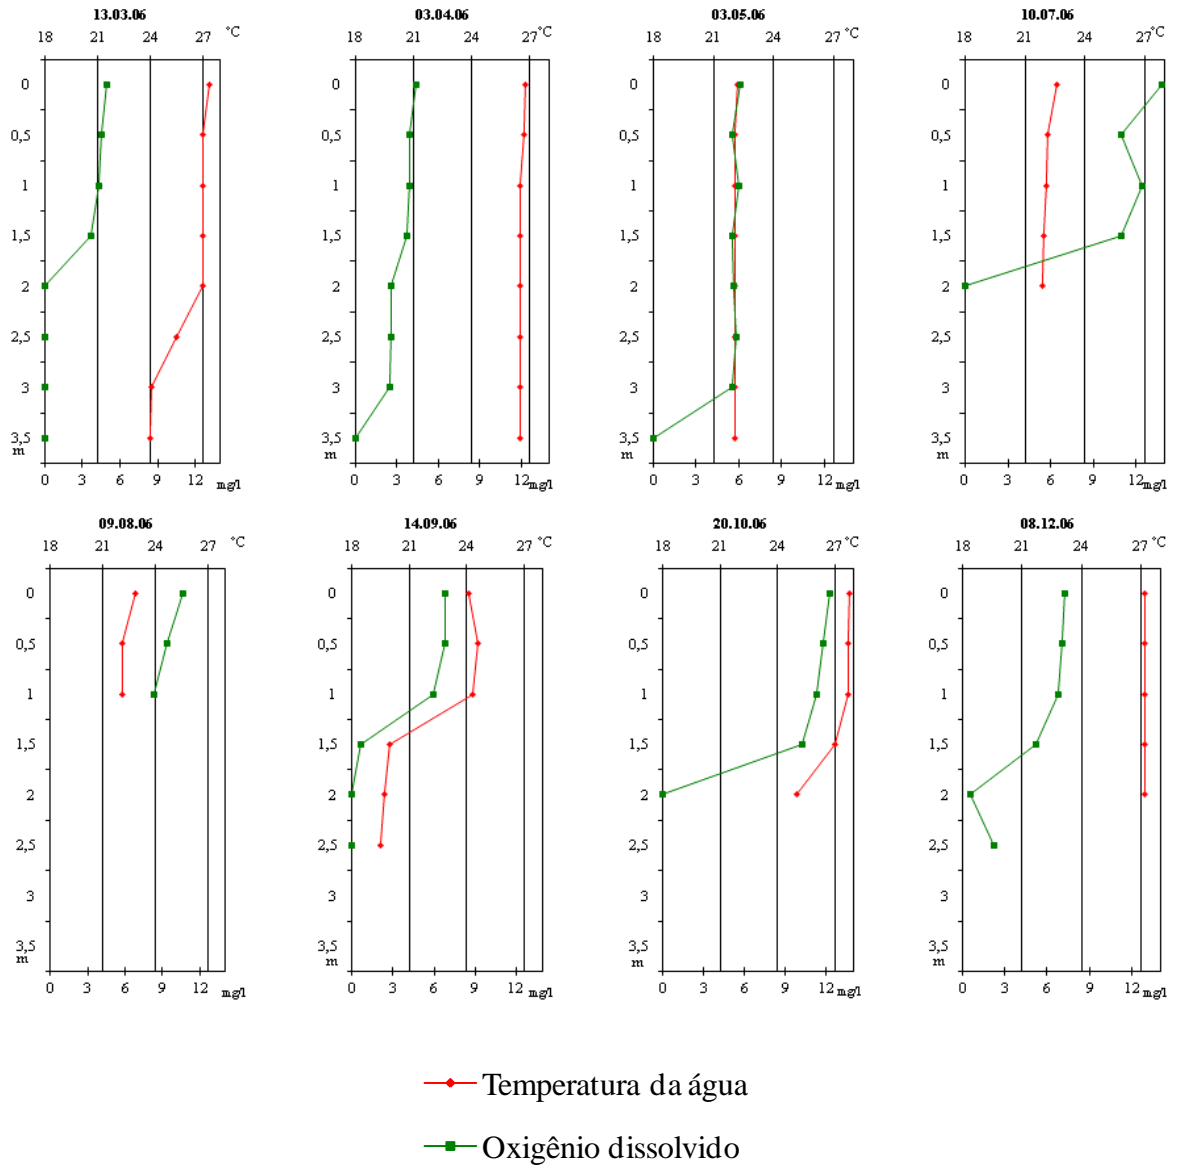 13.03.06 03.04.06 03.05.06 10.07.06
18 21 24 27 °C 18 21 24 27 °C 18 21 24 27 °C 18 21 24 27 °C
0 0 0 0
0,5 0,5 0,5 0,5
1 1 1 1
1,5 1,5 1,5 1,5
2 2 2 2
2,5 2,5 2,5 2,5
3 3 3 3
3,5 3,5 3,5 3,5
m m m m
0 3 6 9 12 mg/l 0 3 6 9 12 mg/l 0 3 6 9 12 mg/l 0 3 6 9 12 mg/l
09.08.06 14.09.06 20.10.06 08.12.06
18 21 24 27 °C 18 21 24 27 °C 18 21 24 27 °C 18 21 24 27 °C
0 0 0 0
0,5 0,5 0,5 0,5
1 1 1 1
1,5 1,5 1,5 1,5
2 2 2 2
2,5 2,5 2,5 2,5
3 3 3 3
3,5 3,5 3,5 3,5
m m m m
0 3 6 9 12 mg/l 0 3 6 9 12 mg/l 0 3 6 9 12 mg/l 0 3 6 9 12 mg/l
Temperatura da água
Oxigênio dissolvido